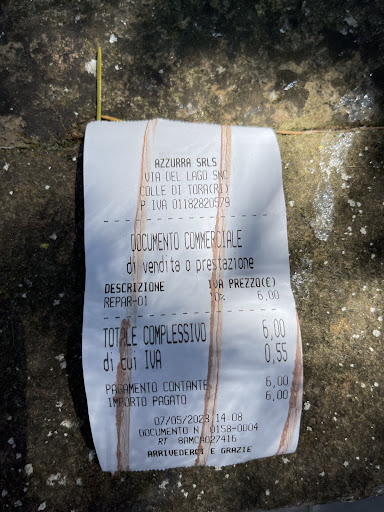 AZZURRA SRLS
VIA DEL LAGO SNC
COLLE DI TORA(RI)
P.IVA 01182820579
DOCUMENTO COMMERCIALE
di vendita o prestazione
DESCRIZIONE IVA PREZZO(€)
REPAR-01 10% 6,00
TOTALE COMPLESSIVO 6,00
di cui IVA 0,55
PAGAMENTO CONTANTE 6,00
IMPORTO PAGATO 6,00
07/05/2023 14-08
DOCUMENTO N. 0158-0004
RT 8AMCA027416
ARRIVEDERCI E GRAZIE